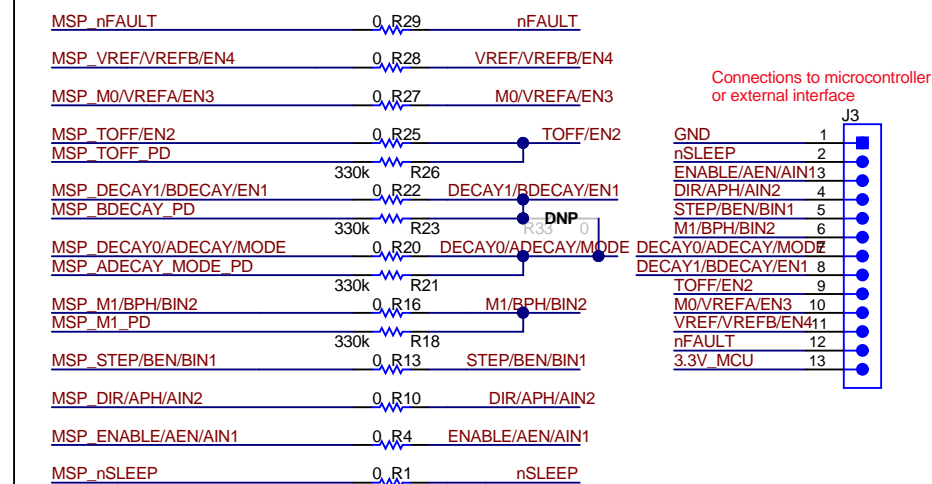 MSP_nFAULT 0 R29 nFAULT
MSP_VREF/VREFB/EN4 0 R28 VREF/VREFB/EN4
MSP_M0/VREFA/EN3 0 R27 M0/VREFA/EN3
MSP_TOFF/EN2 0 R25 TOFF/EN2
MSP_TOFF_PD
330k R26
MSP_DECAY1/BDECAY/EN1 0 R22 DECAY1/BDECAY/EN1
MSP_BDECAY_PD
330k R23
DNP
R33 0
MSP_DECAY0/ADECAY/MODE 0 R20 DECAY0/ADECAY/MODE
MSP_ADECAY_MODE_PD
330k R21
MSP_M1/BPH/BIN2 0 R16 M1/BPH/BIN2
MSP_M1_PD
330k R18
MSP_STEP/BEN/BIN1 0 R13 STEP/BEN/BIN1
MSP_DIR/APH/AIN2 0 R10 DIR/APH/AIN2
MSP_ENABLE/AEN/AIN1 0 R4 ENABLE/AEN/AIN1
MSP_nSLEEP 0 R1 nSLEEP
Connections to microcontroller
or external interface
J3
GND 1
nSLEEP 2
ENABLE/AEN/AIN1 3
DIR/APH/AIN2 4
STEP/BEN/BIN1 5
M1/BPH/BIN2 6
DECAY0/ADECAY/MODE 7
DECAY1/BDECAY/EN1 8
TOFF/EN2 9
M0/VREFA/EN3 10
VREF/VREFB/EN4 11
nFAULT 12
3.3V_MCU 13